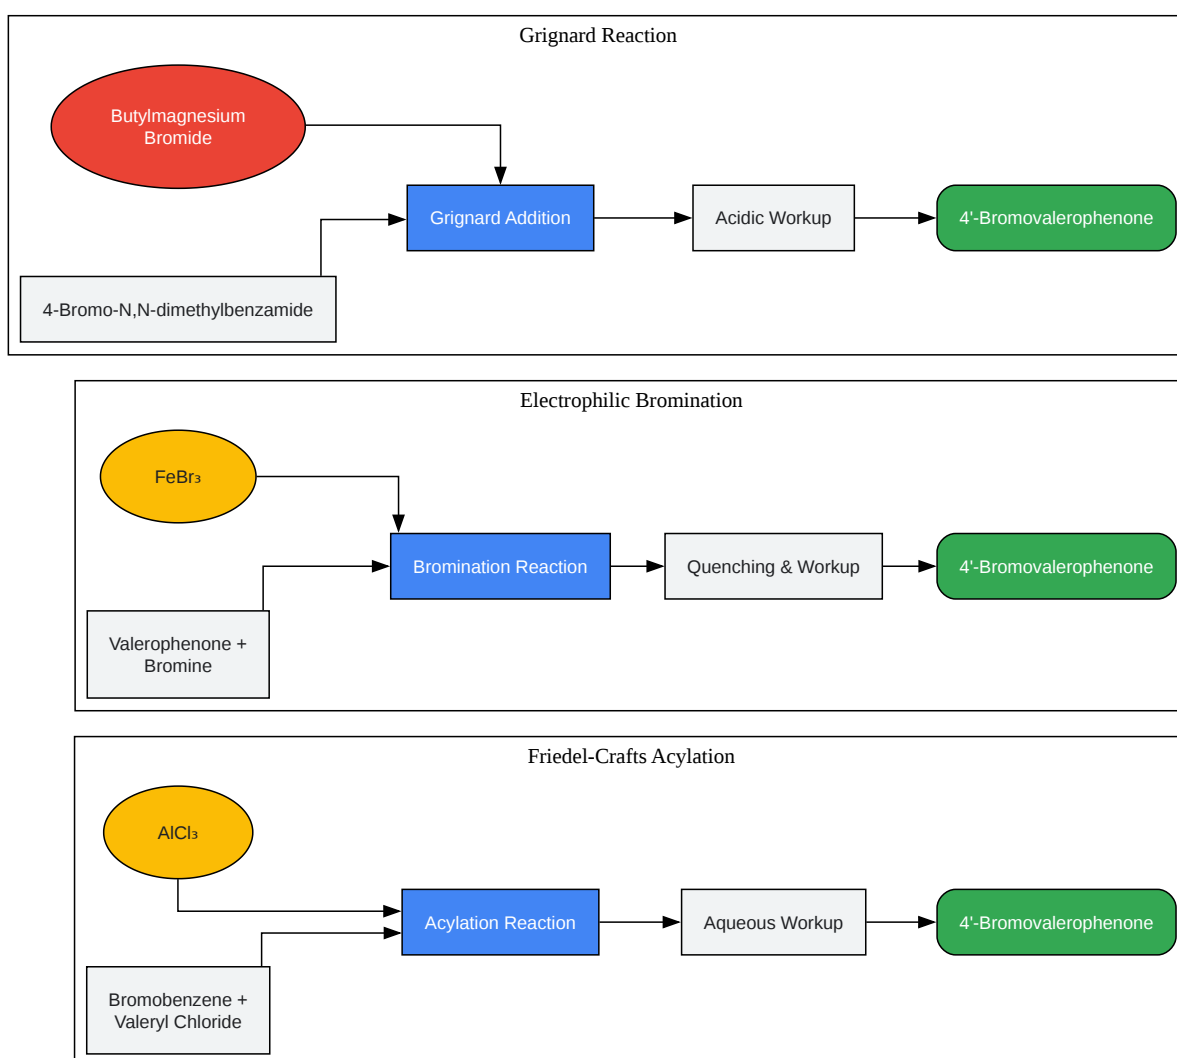 Grignard Reaction
Butylmagnesium
Bromide
Grignard Addition
Acidic Workup
4'-Bromovalerophenone
4-Bromo-N,N-dimethylbenzamide
Electrophilic Bromination
FeBr₃
Bromination Reaction
Quenching & Workup
4'-Bromovalerophenone
Valerophenone +
Bromine
Friedel-Crafts Acylation
AlCl₃
Acylation Reaction
Aqueous Workup
4'-Bromovalerophenone
Bromobenzene +
Valeryl Chloride